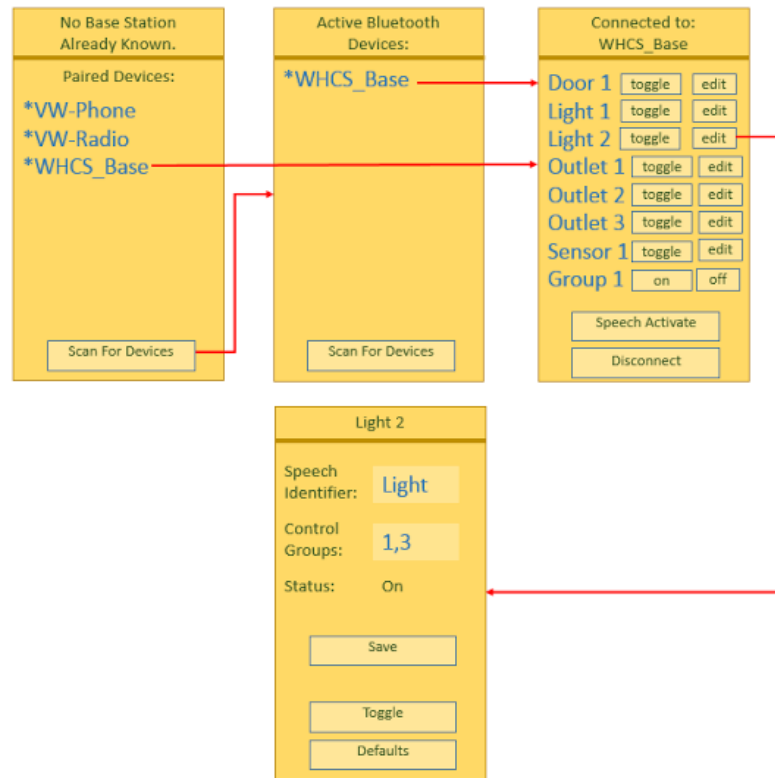 No Base Station
Already Known.
Paired Devices:
*VW-Phone
*VW-Radio
*WHCS_Base
Scan For Devices
Active Bluetooth
Devices:
*WHCS_Base
Scan For Devices
Connected to:
WHCS_Base
Door 1 toggle edit
Light 1 toggle edit
Light 2 toggle edit
Outlet 1 toggle edit
Outlet 2 toggle edit
Outlet 3 toggle edit
Sensor 1 toggle edit
Group 1 on off
Speech Activate
Disconnect
Light 2
Speech
Identifier: Light
Control
Groups: 1,3
Status: On
Save
Toggle
Defaults